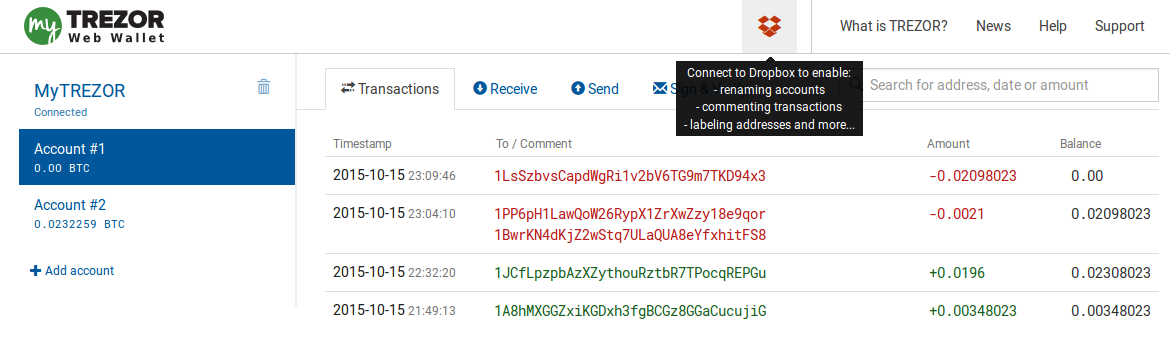 my TREZOR
Web Wallet
What is TREZOR? News Help Support
Connect to Dropbox to enable:
- renaming accounts
- commenting transactions
- labeling addresses and more...
MyTREZOR
Connected
Account #1
0.00 BTC
Account #2
0.0232259 BTC
Add account
Transactions Receive Send Search for address, date or amount
Timestamp To / Comment Amount Balance
2015-10-15 23:09:46 1LsSzbvsCapdWgRi1v2bV6TG9m7TKD94x3 -0.02098023 0.00
2015-10-15 23:04:10 1PP6pH1LawQoW26RypX1ZrXwZzy18e9qor -0.0021 0.02098023
1BwrKN4dKjZ2wStq7ULaQUA8eYfxhitFS8
2015-10-15 22:32:20 1JCfLpzpbAzXZythouRztbR7TPocqREPGu +0.0196 0.02308023
2015-10-15 21:49:13 1A8hMXGGZxiKGDxh3fgBCGz8GGaCucujiG +0.00348023 0.00348023